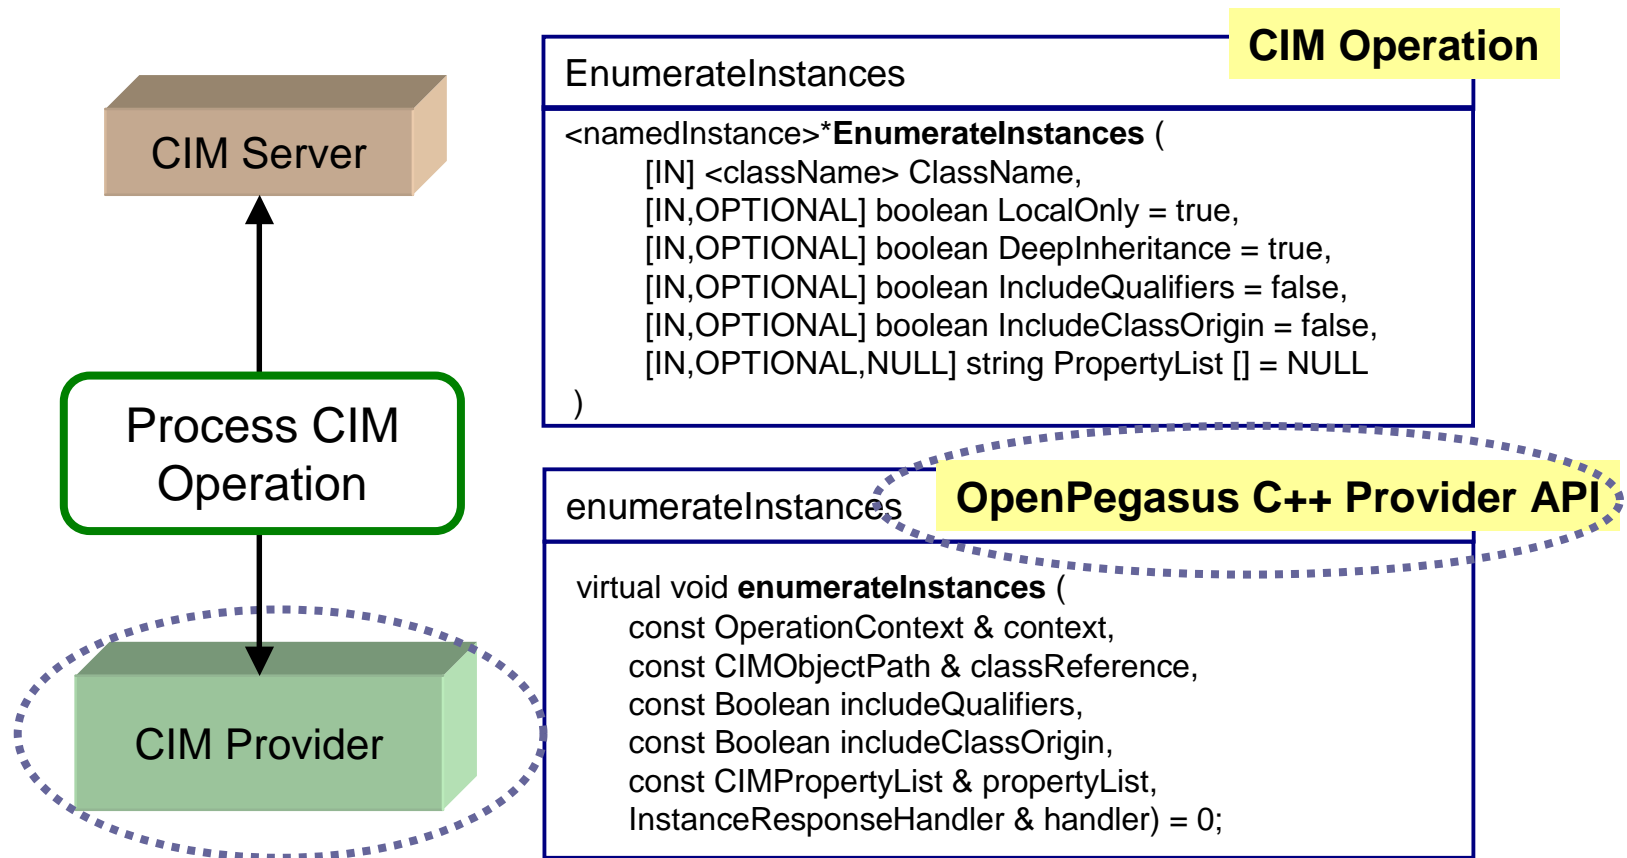 CIM Server
Process CIM
Operation
CIM Provider
CIM Operation
EnumerateInstances
<namedInstance>*EnumerateInstances (
[IN] <className> ClassName,
[IN,OPTIONAL] boolean LocalOnly = true,
[IN,OPTIONAL] boolean DeepInheritance = true,
[IN,OPTIONAL] boolean IncludeQualifiers = false,
[IN,OPTIONAL] boolean IncludeClassOrigin = false,
[IN,OPTIONAL,NULL] string PropertyList [] = NULL
)
OpenPegasus C++ Provider API
enumerateInstances
virtual void enumerateInstances (
const OperationContext & context,
const CIMObjectPath & classReference,
const Boolean includeQualifiers,
const Boolean includeClassOrigin,
const CIMPropertyList & propertyList,
InstanceResponseHandler & handler) = 0;